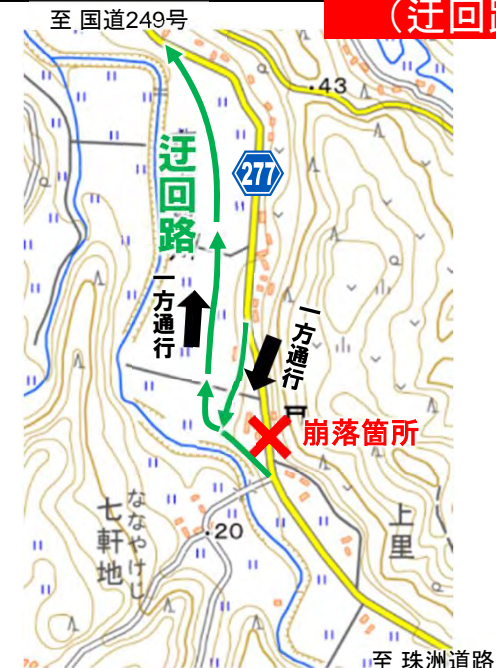 至 国道249号
（迂回路
・43
277
迂回路
一方通行
一方通行
崩落箇所
ななやけじ
七軒地
・20
上里
至 珠洲道路